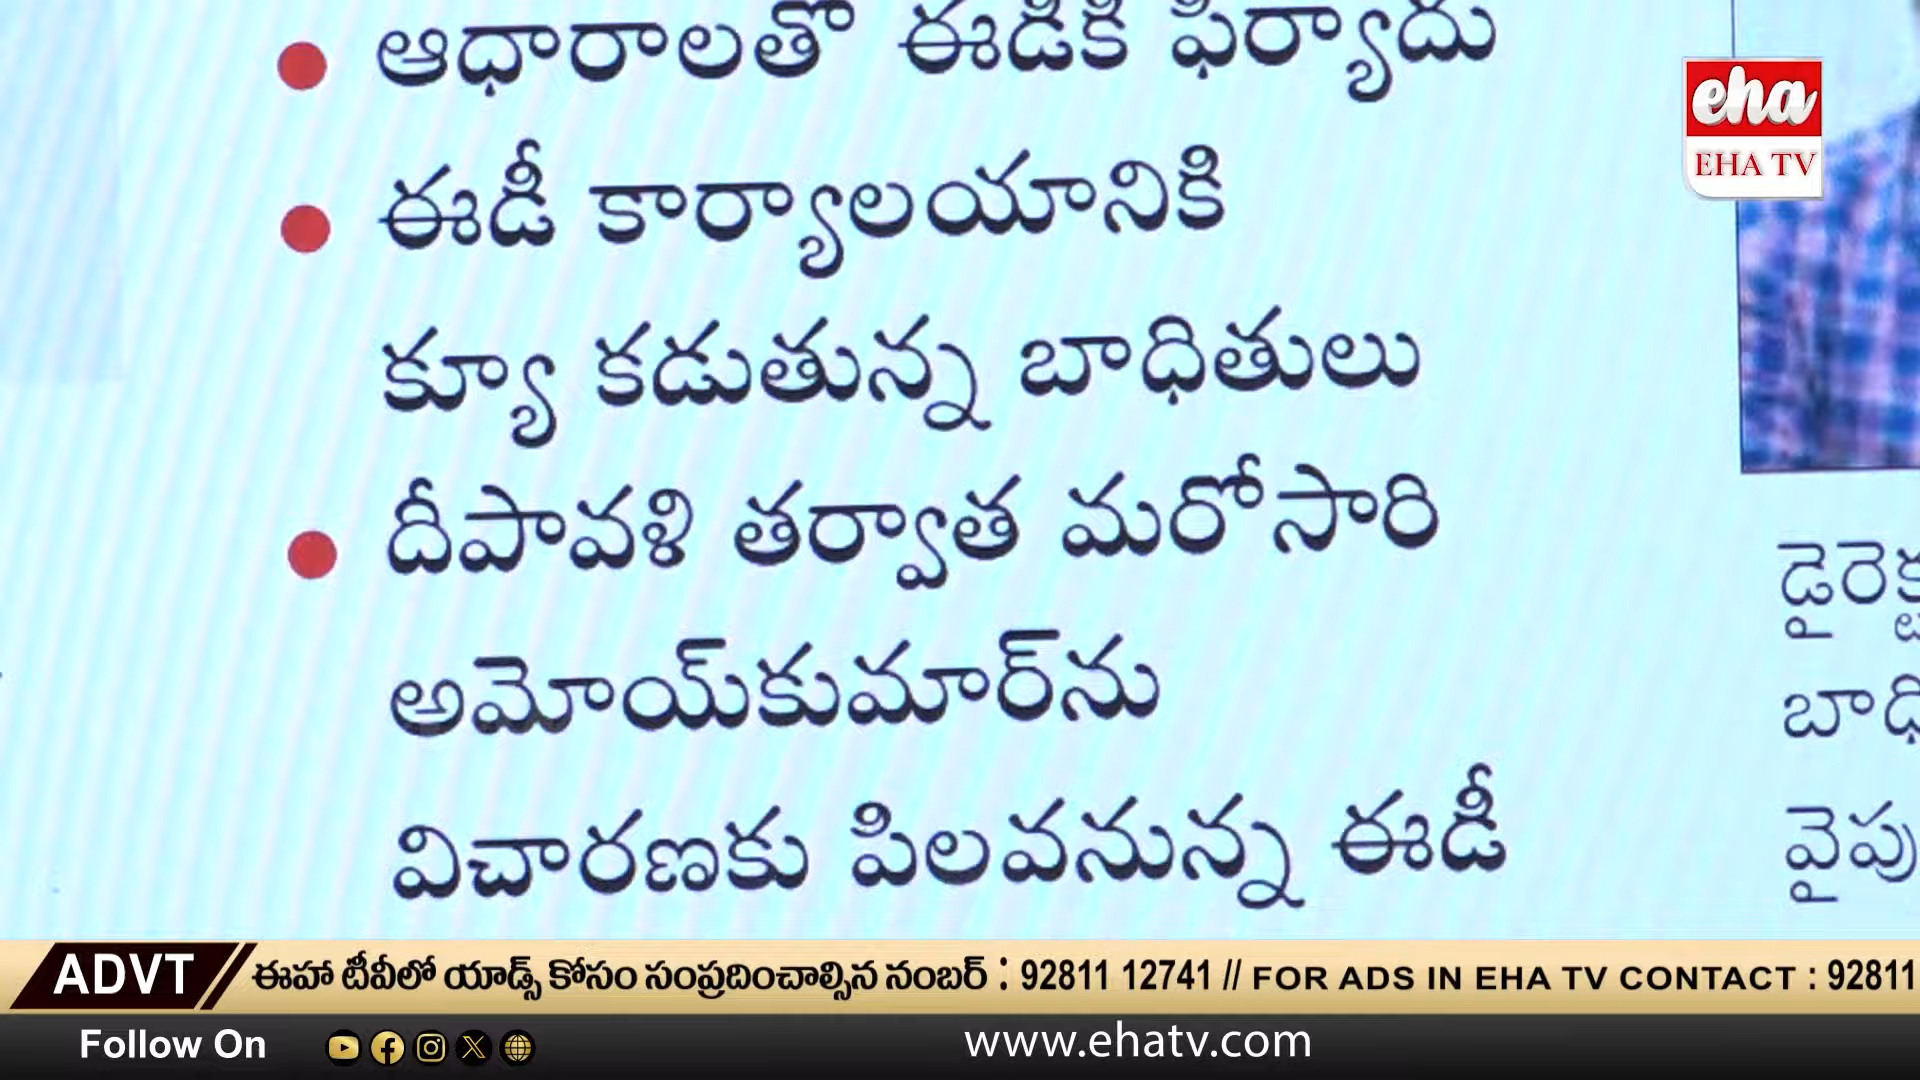 ఆధారాలతో ఈడీకి ఫిర్యాదు
ఈడీ కార్యాలయానికి
క్యూ కడుతున్న బాధితులు
దీపావళి తర్వాత మరోసారి
అమోయ్‌కుమార్‌ను
విచారణకు పిలవనున్న ఈడీ
eha
EHA TV
వైపు
ADVT ఈహా టీవీలో యాడ్స్ కోసం సంప్రదించాల్సిన నంబర్ : 92811 12741 // FOR ADS IN EHA TV CONTACT : 92811
Follow On www.ehatv.com